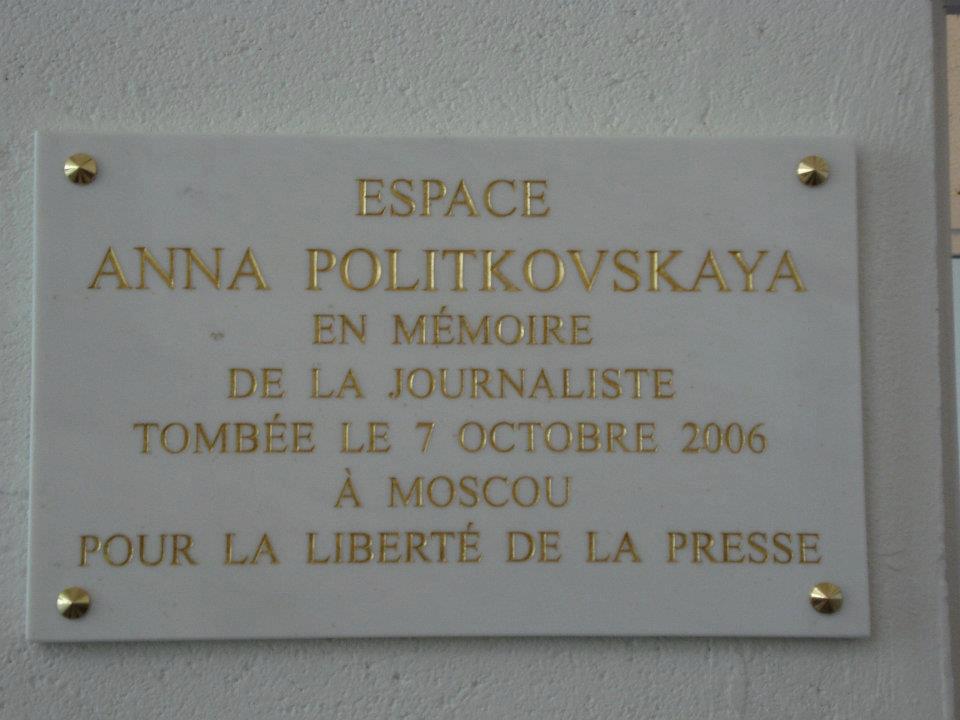 ESPACE
ANNA POLITKOVSKAYA
EN MÉMOIRE
DE LA JOURNALISTE
TOMBÉE LE 7 OCTOBRE 2006
À MOSCOU
POUR LA LIBERTÉ DE LA PRESSE